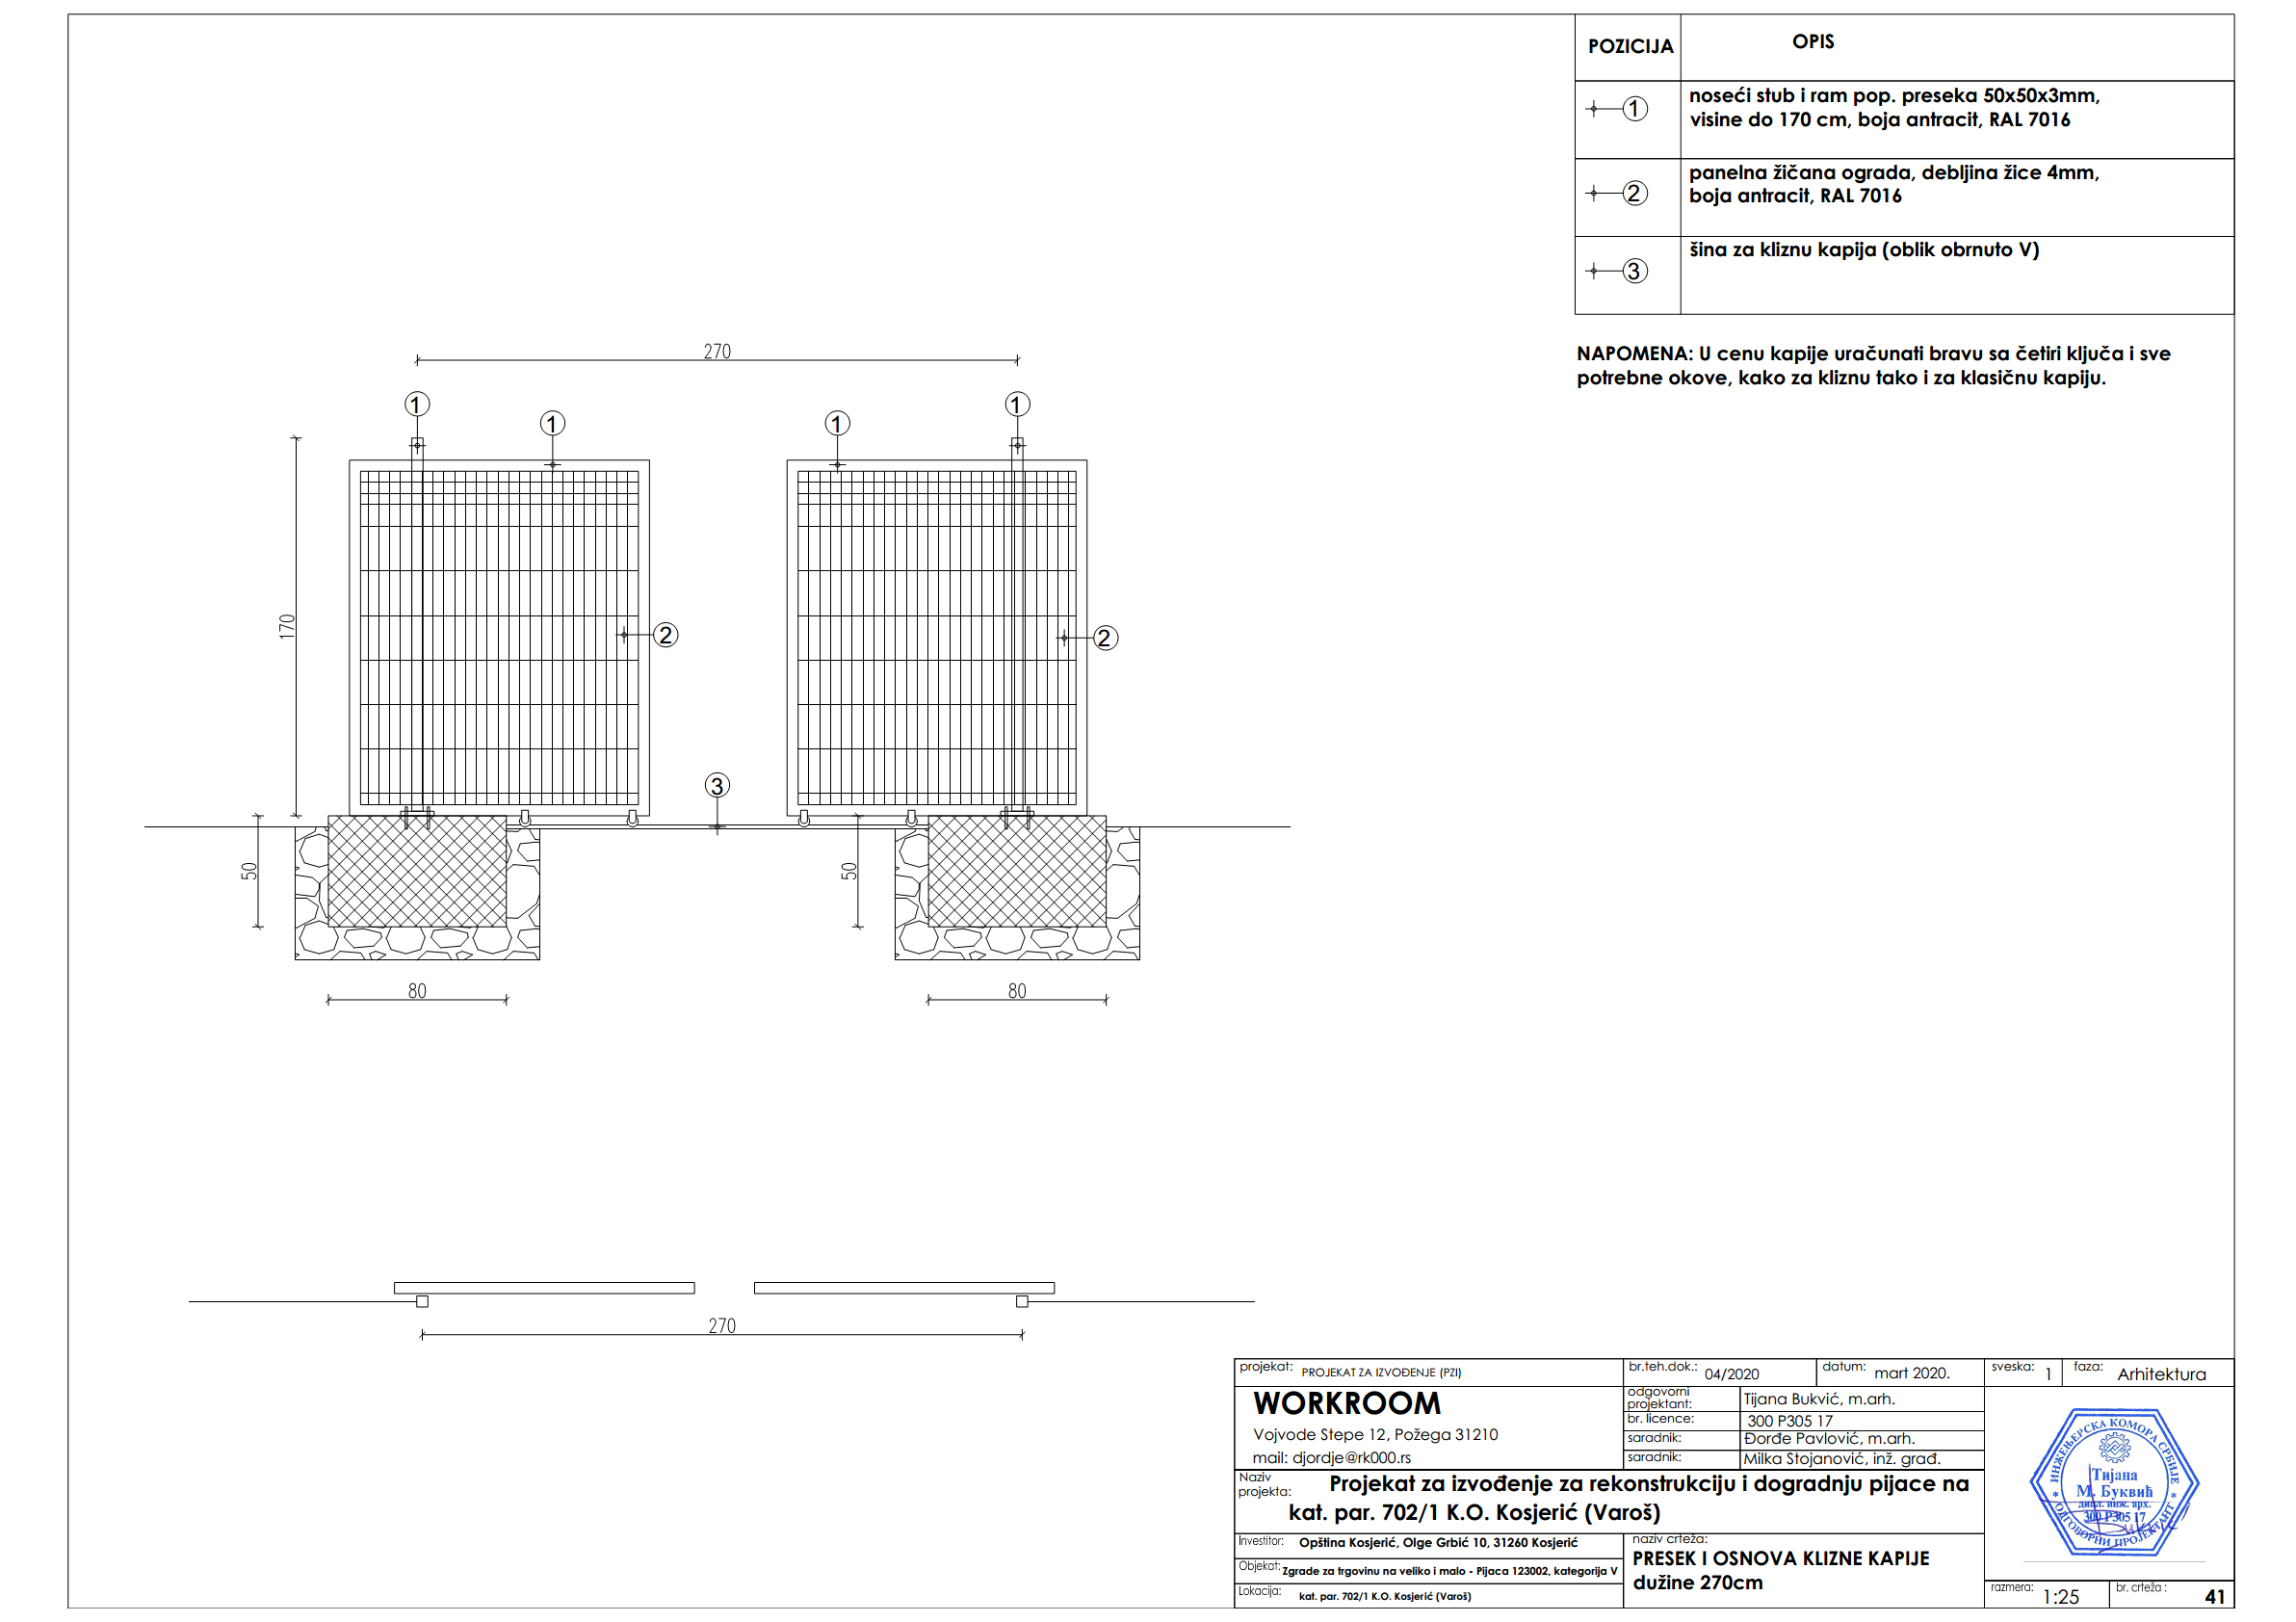 POZICIJA OPIS
1 noseći stub i ram pop. preseka 50x50x3mm,
visine do 170 cm, boja antracit, RAL 7016
2 panelna žičana ograda, debljina žice 4mm,
boja antracit, RAL 7016
3 šina za kliznu kapija (oblik obrnuto V)
NAPOMENA: U cenu kapije uračunati bravu sa četiri ključa i sve
potrebne okove, kako za kliznu tako i za klasičnu kapiju.
270
1 1 1 1
170
2 2
3
50 50
80 80
270
projekat: PROJEKAT ZA IZVOĐENJE (PZI) br.teh.dok.: 04/2020 datum: mart 2020. sveska: 1 faza: Arhitektura
WORKROOM
Vojvode Stepe 12, Požega 31210
mail: djordje@rk000.rs
odgovorni
projektant: Tijana Bukvić, m.arh.
br. licence: 300 P305 17
saradnik: Đorđe Pavlović, m.arh.
saradnik: Milka Stojanović, inž. građ.
Naziv
projekta: Projekat za izvođenje za rekonstrukciju i dogradnju pijace na
kat. par. 702/1 K.O. Kosjerić (Varoš)
Investitor: Opština Kosjerić, Olge Grbić 10, 31260 Kosjerić
Objekat: Zgrade za trgovinu na veliko i malo - Pijaca 123002, kategorija V
Lokacija: kat. par. 702/1 K.O. Kosjerić (Varoš)
naziv crteža:
PRESEK I OSNOVA KLIZNE KAPIJE
dužine 270cm
ИНЖЕЊЕРСКА КОМОРА СРБИЈЕ
Тијана
М. Буквић
дипл. инж. арх.
300 P305 17
ОДГОВОРНИ ПРОЈЕКТАНТ
razmera: 1:25 br. crteža : 41